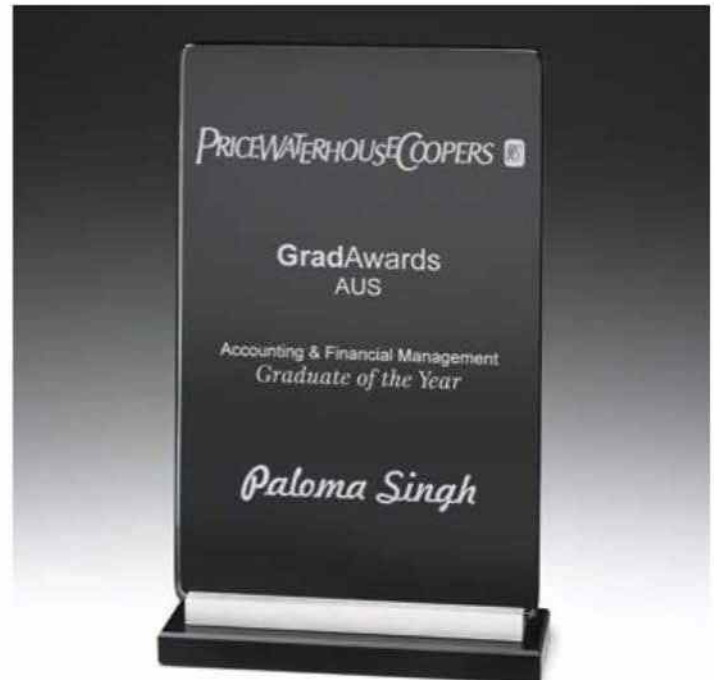 PRICEWATERHOUSECOOPERS
GradAwards
AUS
Accounting & Financial Management
Graduate of the Year
Paloma Singh